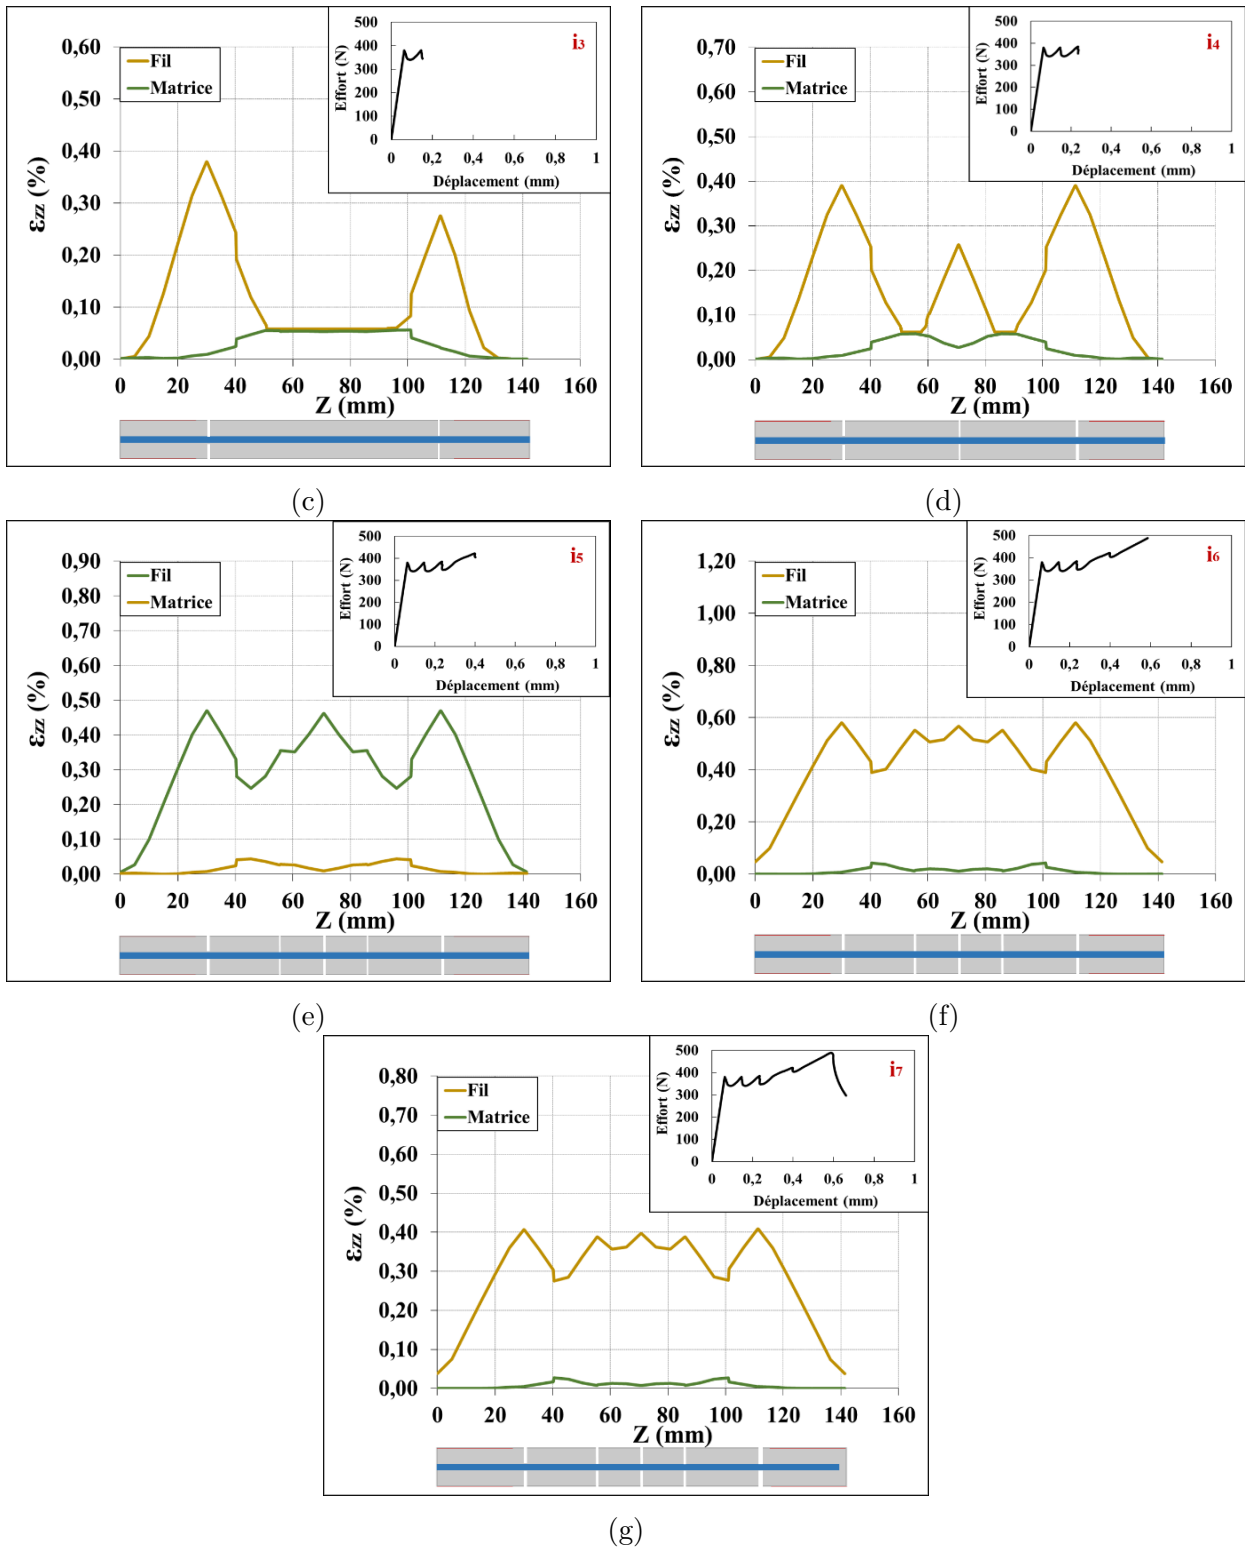 0,60
0,50
0,40
0,30
0,20
0,10
0,00
εzz (%)
Fil
Matrice
0 20 40 60 80 100 120 140 160
Z (mm)
500
400
300
200
100
0
Effort (N)
0 0,2 0,4 0,6 0,8 1
Déplacement (mm)
i3
(c)
0,70
0,60
0,50
0,40
0,30
0,20
0,10
0,00
εzz (%)
Fil
Matrice
0 20 40 60 80 100 120 140 160
Z (mm)
500
400
300
200
100
0
Effort (N)
0 0,2 0,4 0,6 0,8 1
Déplacement (mm)
i4
(d)
0,90
0,80
0,70
0,60
0,50
0,40
0,30
0,20
0,10
0,00
εzz (%)
Fil
Matrice
0 20 40 60 80 100 120 140 160
Z (mm)
500
400
300
200
100
0
Effort (N)
0 0,2 0,4 0,6 0,8 1
Déplacement (mm)
i5
(e)
1,20
1,00
0,80
0,60
0,40
0,20
0,00
εzz (%)
Fil
Matrice
0 20 40 60 80 100 120 140 160
Z (mm)
500
400
300
200
100
0
Effort (N)
0 0,2 0,4 0,6 0,8 1
Déplacement (mm)
i6
(f)
0,80
0,70
0,60
0,50
0,40
0,30
0,20
0,10
0,00
εzz (%)
Fil
Matrice
0 20 40 60 80 100 120 140 160
Z (mm)
500
400
300
200
100
0
Effort (N)
0 0,2 0,4 0,6 0,8 1
Déplacement (mm)
i7
(g)